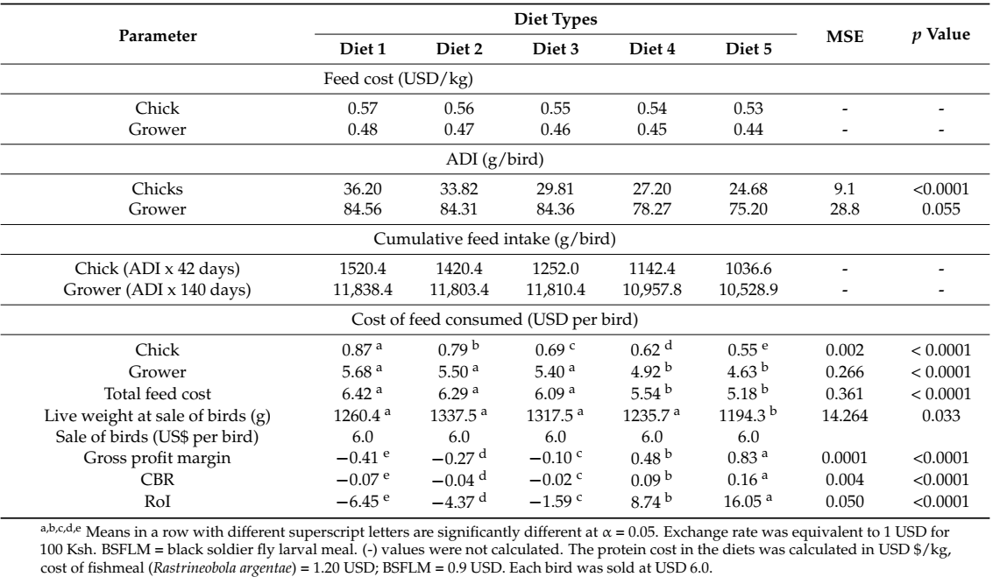 Parameter Diet Types MSE p Value
Diet 1 Diet 2 Diet 3 Diet 4 Diet 5
Feed cost (USD/kg)
Chick 0.57 0.56 0.55 0.54 0.53 - -
Grower 0.48 0.47 0.46 0.45 0.44 - -
ADI (g/bird)
Chicks 36.20 33.82 29.81 27.20 24.68 9.1 <0.0001
Grower 84.56 84.31 84.36 78.27 75.20 28.8 0.055
Cumulative feed intake (g/bird)
Chick (ADI x 42 days) 1520.4 1420.4 1252.0 1142.4 1036.6 - -
Grower (ADI x 140 days) 11,838.4 11,803.4 11,810.4 10,957.8 10,528.9 - -
Cost of feed consumed (USD per bird)
Chick 0.87 a 0.79 b 0.69 c 0.62 d 0.55 e 0.002 < 0.0001
Grower 5.68 a 5.50 a 5.40 a 4.92 b 4.63 b 0.266 < 0.0001
Total feed cost 6.42 a 6.29 a 6.09 a 5.54 b 5.18 b 0.361 < 0.0001
Live weight at sale of birds (g) 1260.4 a 1337.5 a 1317.5 a 1235.7 a 1194.3 b 14.264 0.033
Sale of birds (US$ per bird) 6.0 6.0 6.0 6.0 6.0
Gross profit margin −0.41 e −0.27 d −0.10 c 0.48 b 0.83 a 0.0001 <0.0001
CBR −0.07 e −0.04 d −0.02 c 0.09 b 0.16 a 0.004 <0.0001
RoI −6.45 e −4.37 d −1.59 c 8.74 b 16.05 a 0.050 <0.0001
a,b,c,d,e Means in a row with different superscript letters are significantly different at α = 0.05. Exchange rate was equivalent to 1 USD for
100 Ksh. BSFLM = black soldier fly larval meal. (-) values were not calculated. The protein cost in the diets was calculated in USD $/kg,
cost of fishmeal (Rastrineobola argentae) = 1.20 USD; BSFLM = 0.9 USD. Each bird was sold at USD 6.0.